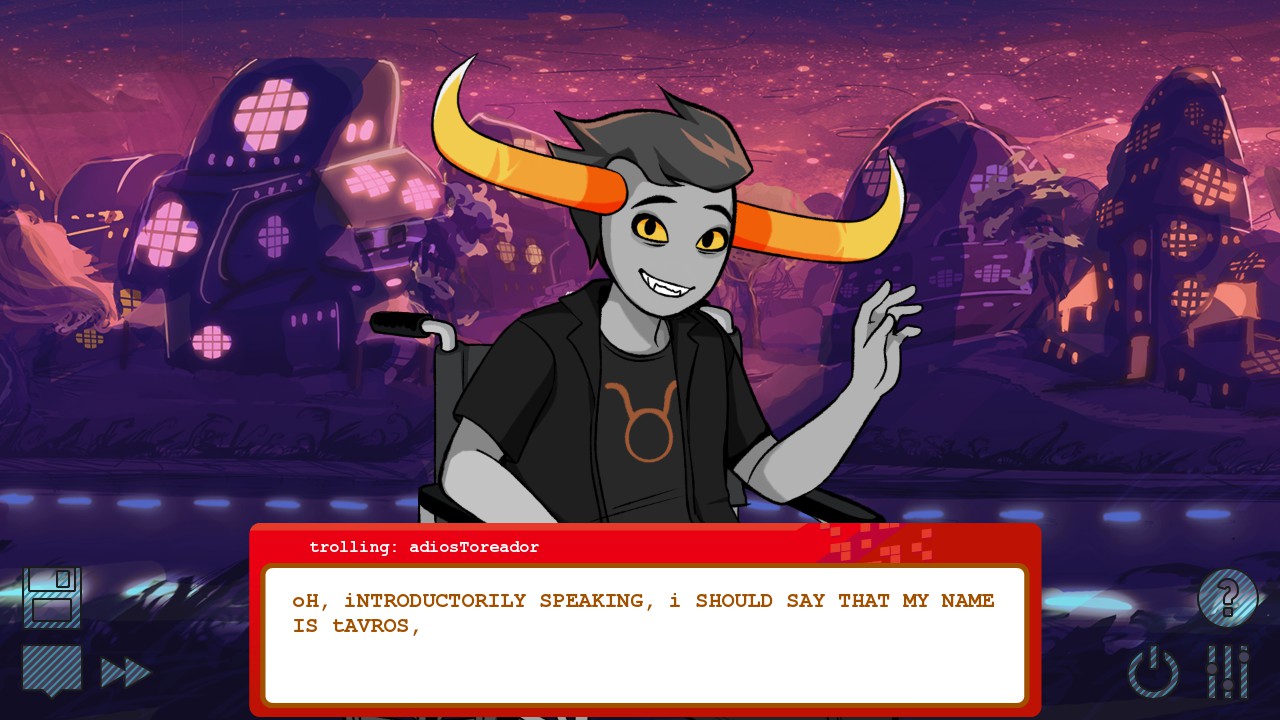 trolling: adiosToreador
oH, iNTRODUCTORILY SPEAKING, i SHOULD SAY THAT MY NAME
IS tAVROS,
?